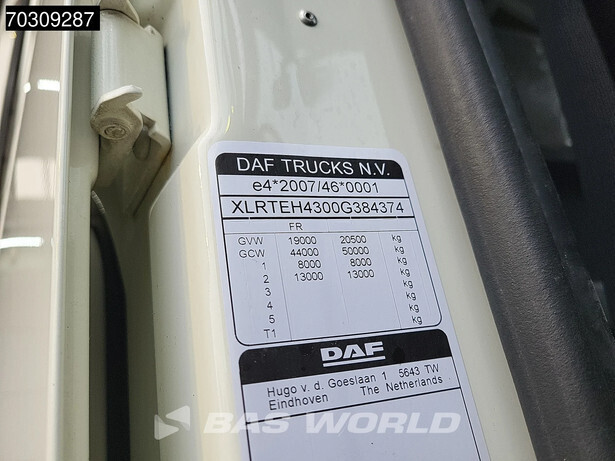 70309287
DAF TRUCKS N.V.
e4*2007/46*0001
XLRTEH4300G384374
FR
GVW 19000 20500 kg
GCW 44000 50000 kg
1 8000 8000 kg
2 13000 13000 kg
3 kg
4 kg
5 kg
T1
DAF
Hugo v. d. Goeslaan 1 5643 TW
Eindhoven The Netherlands
BAS WORLD